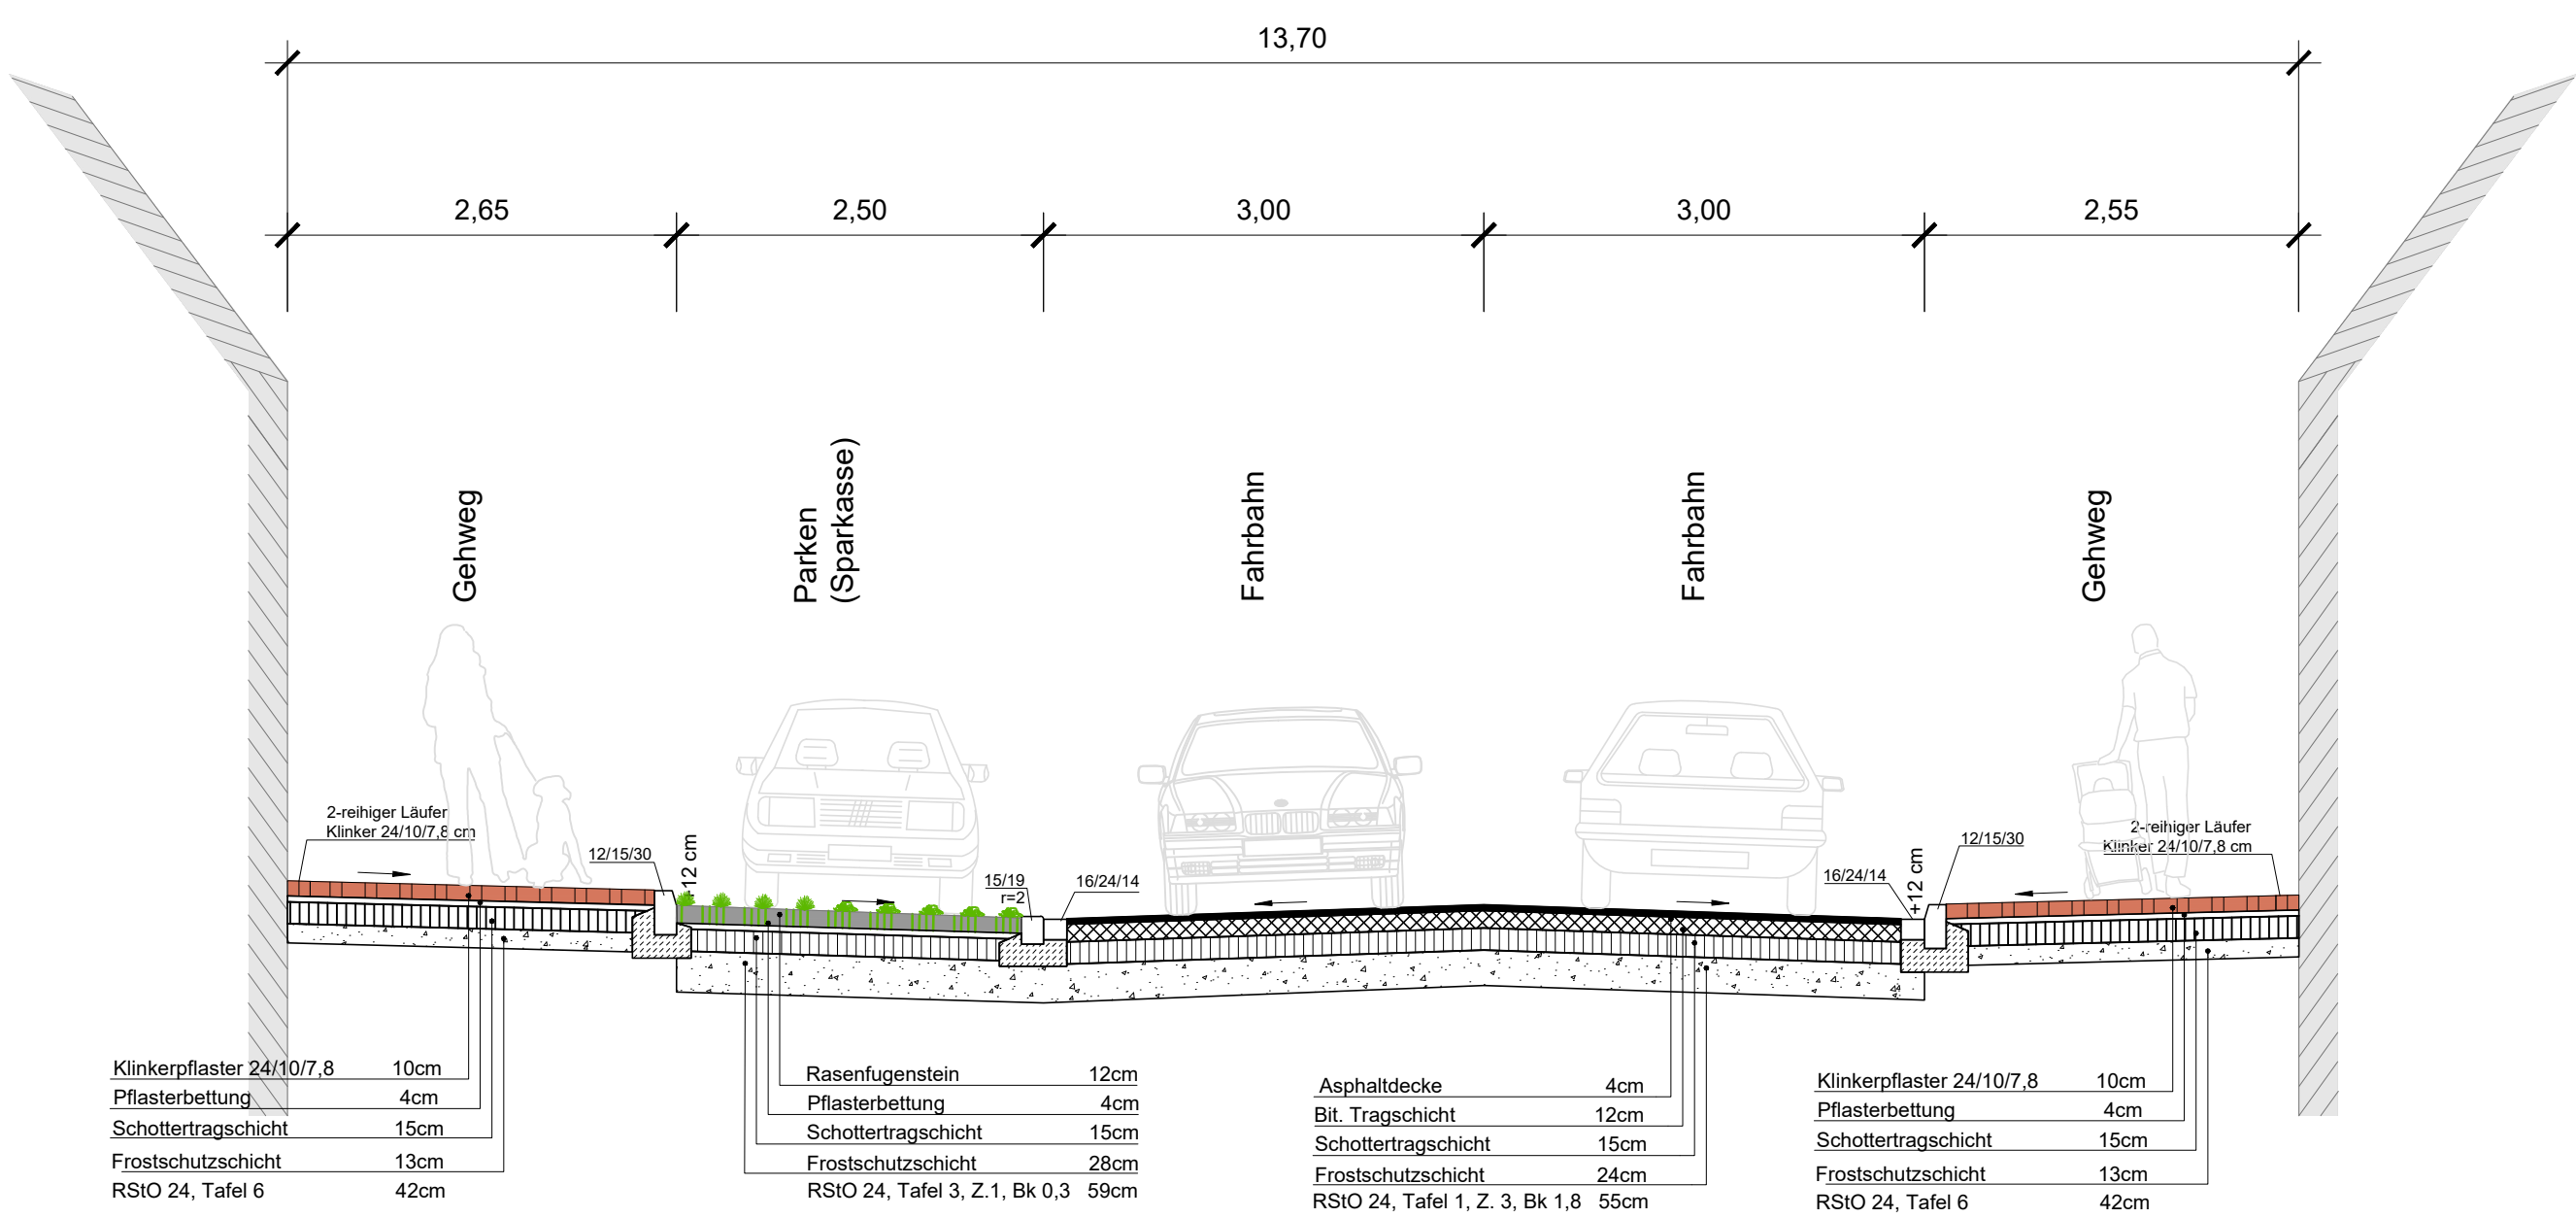 13,70
2,65 2,50 3,00 3,00 2,55
Gehweg
Parken
(Sparkasse)
Fahrbahn
Fahrbahn
Gehweg
2-reihiger Läufer
Klinker 24/10/7,8 cm
12/15/30
+12 cm
15/19
r=2
16/24/14
16/24/14
+12 cm
12/15/30
2-reihiger Läufer
Klinker 24/10/7,8 cm
Klinkerpflaster 24/10/7,8 10cm
Pflasterbettung 4cm
Schottertragschicht 15cm
Frostschutzschicht 13cm
RStO 24, Tafel 6 42cm
Rasenfugenstein 12cm
Pflasterbettung 4cm
Schottertragschicht 15cm
Frostschutzschicht 28cm
RStO 24, Tafel 3, Z.1, Bk 0,3 59cm
Asphaltdecke 4cm
Bit. Tragschicht 12cm
Schottertragschicht 15cm
Frostschutzschicht 24cm
RStO 24, Tafel 1, Z. 3, Bk 1,8 55cm
Klinkerpflaster 24/10/7,8 10cm
Pflasterbettung 4cm
Schottertragschicht 15cm
Frostschutzschicht 13cm
RStO 24, Tafel 6 42cm